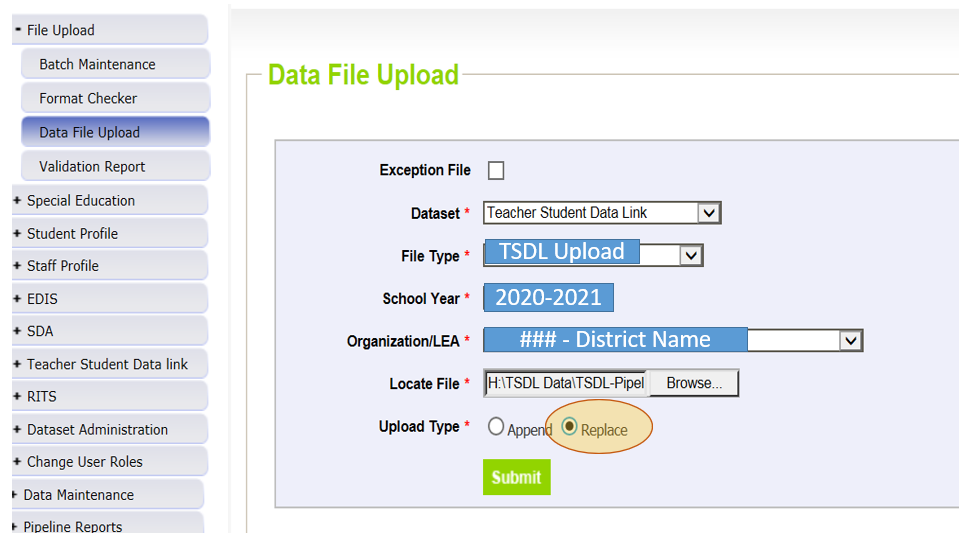 - File Upload
Batch Maintenance
Format Checker
Data File Upload
Validation Report
+ Special Education
+ Student Profile
+ Staff Profile
+ EDIS
+ SDA
+ Teacher Student Data link
+ RITS
+ Dataset Administration
+ Change User Roles
+ Data Maintenance
+ Pipeline Reports
Data File Upload
Exception File
Dataset * Teacher Student Data Link
File Type * TSDL Upload
School Year * 2020-2021
Organization/LEA * ### - District Name
Locate File * H:\TSDL Data\TSDL-Pipel Browse...
Upload Type * Append Replace
Submit